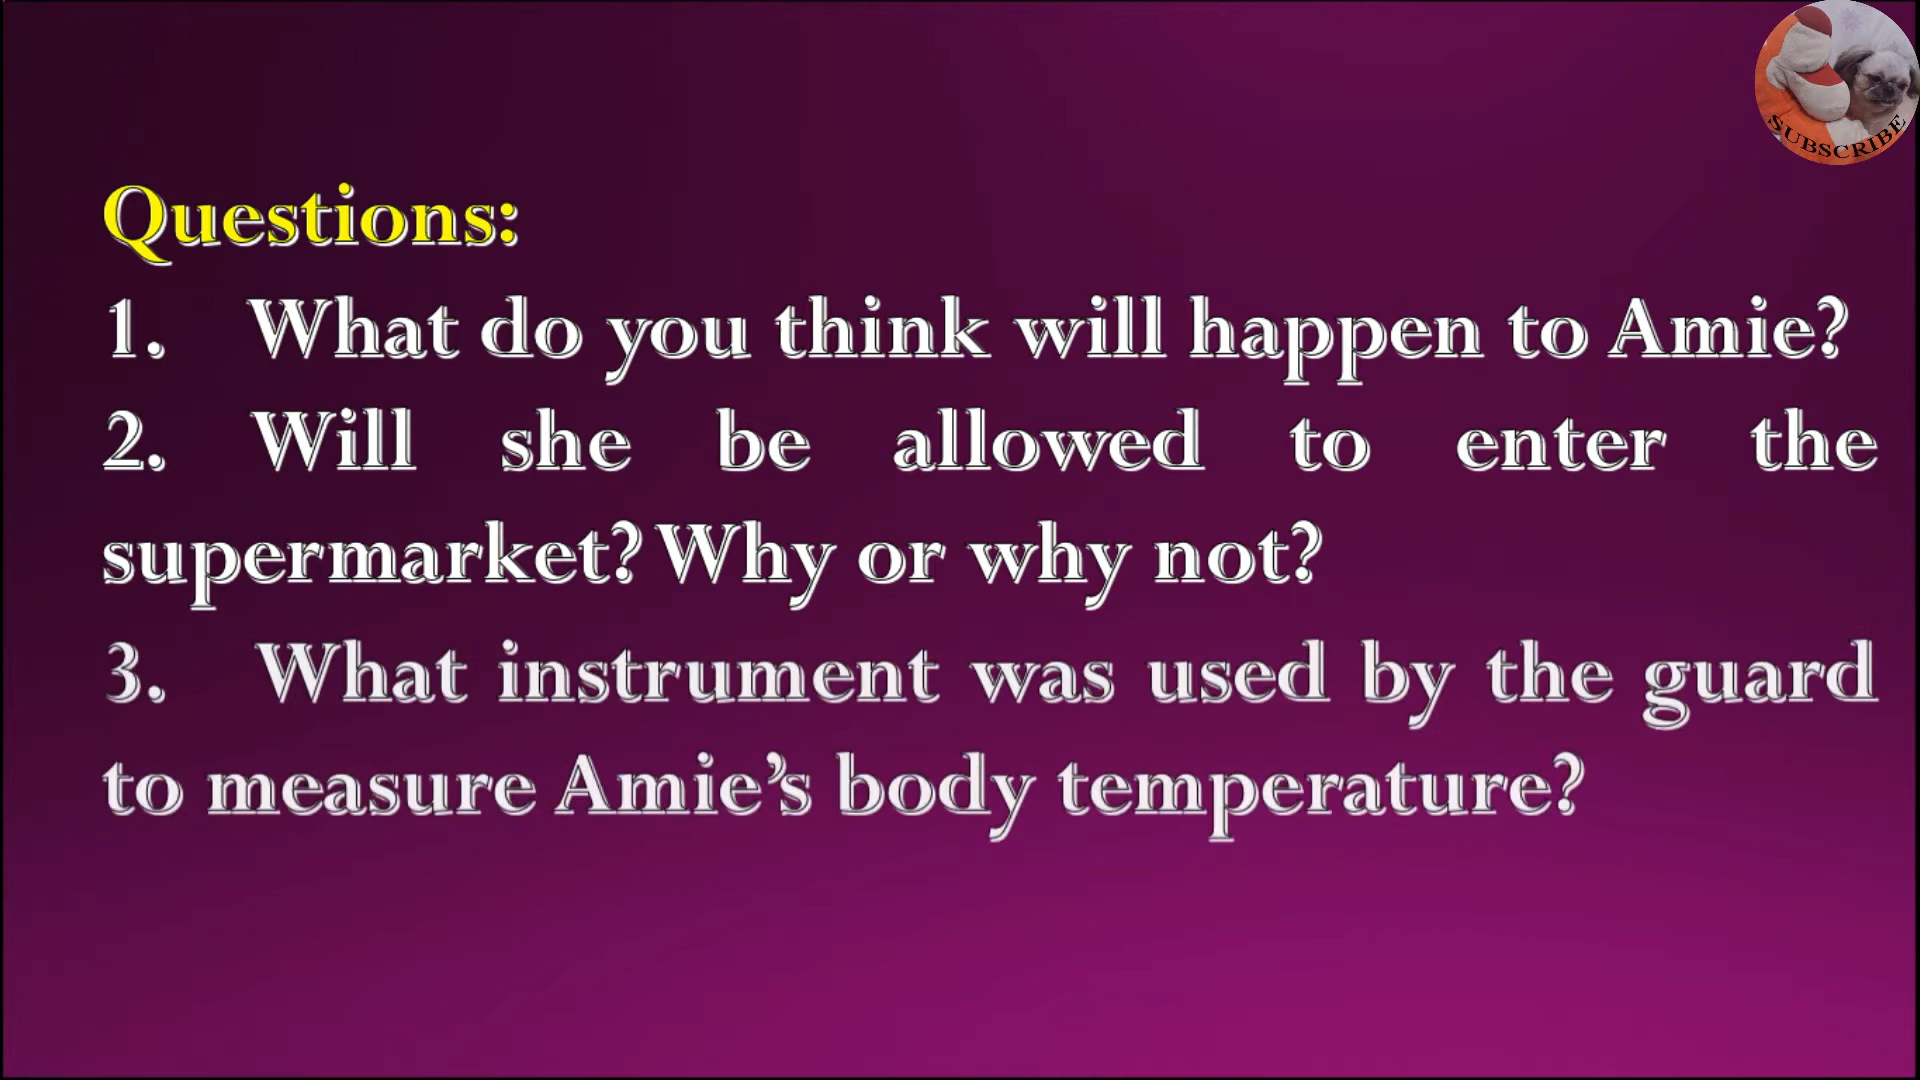 SUBSCRIBE
Questions:
1. What do you think will happen to Amie?
2. Will she be allowed to enter the
supermarket? Why or why not?
3. What instrument was used by the guard
to measure Amie’s body temperature?